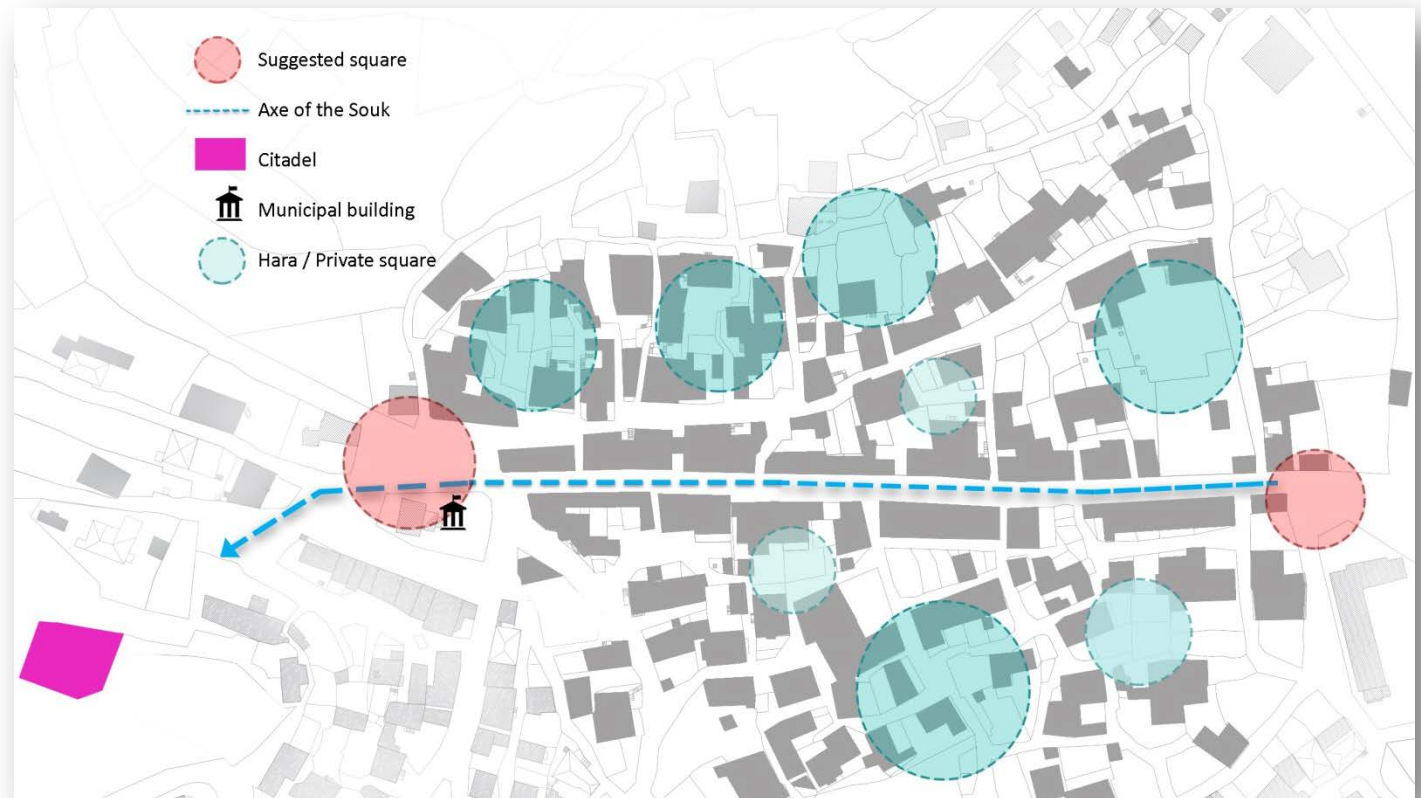 Suggested square
Axe of the Souk
Citadel
Municipal building
Hara / Private square